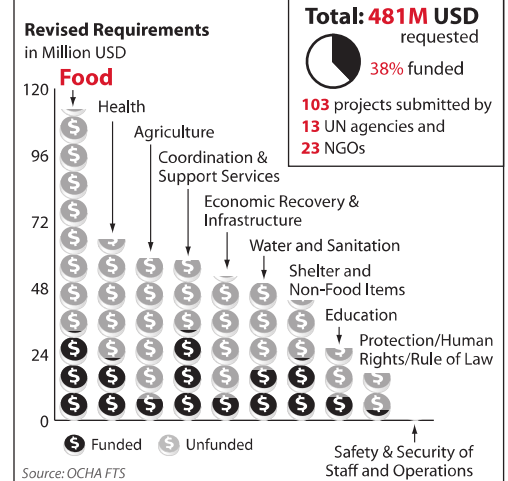 Revised Requirements
in Million USD
Total: 481M USD
requested
38% funded
103 projects submitted by
13 UN agencies and
23 NGOs
120
96
72
48
24
0
Food
Health
Agriculture
Coordination &
Support Services
Economic Recovery &
Infrastructure
Water and Sanitation
Shelter and
Non-Food Items
Education
Protection/Human
Rights/Rule of Law
Safety & Security of
Staff and Operations
$ Funded
$ Unfunded
Source: OCHA FTS